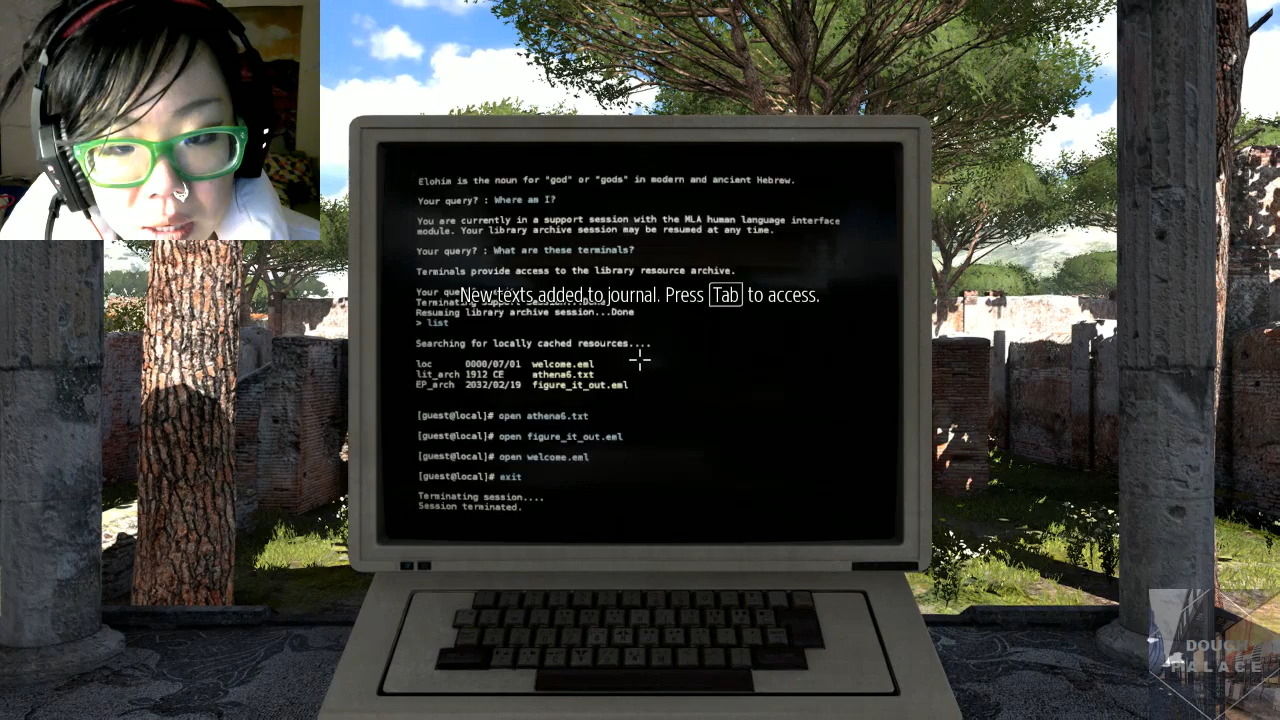 Elohim is the noun for "god" or "gods" in modern and ancient Hebrew.
Your query? : Where am I?
You are currently in a support session with the MLA human language interface
module. Your library archive session may be resumed at any time.
Your query? : What are these terminals?
Terminals provide access to the library resource archive.
New texts added to journal. Press Tab to access.
Resuming library archive session...Done
> list
Searching for locally cached resources....
loc 0000/07/01 welcome.eml
lit_arch 1912 CE athena6.txt
EP_arch 2032/02/19 figure_it_out.eml
[guest@local]# open athena6.txt
[guest@local]# open figure_it_out.eml
[guest@local]# open welcome.eml
[guest@local]# exit
Terminating session....
Session terminated.
PALACE